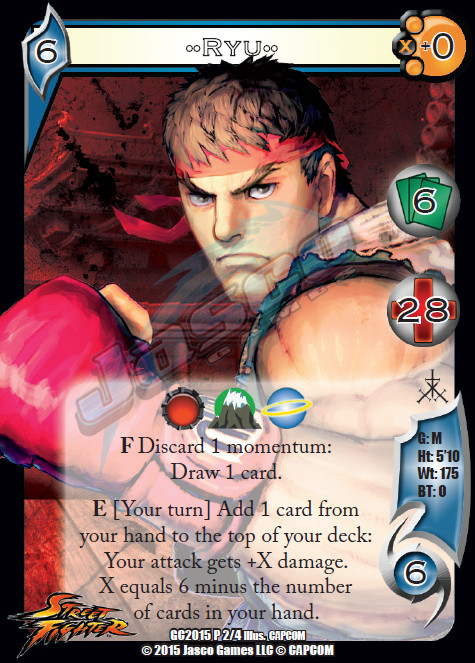 6
••RYU••
X +0
6
28
Jasco
G: M
Ht: 5'10
Wt: 175
BT: 0
F Discard 1 momentum:
Draw 1 card.
E [Your turn] Add 1 card from
your hand to the top of your deck:
Your attack gets +X damage.
X equals 6 minus the number
of cards in your hand.
6
STREET
FIGHTER
GC2015 P 2/4 Illus. CAPCOM
© 2015 Jasco Games LLC © CAPCOM